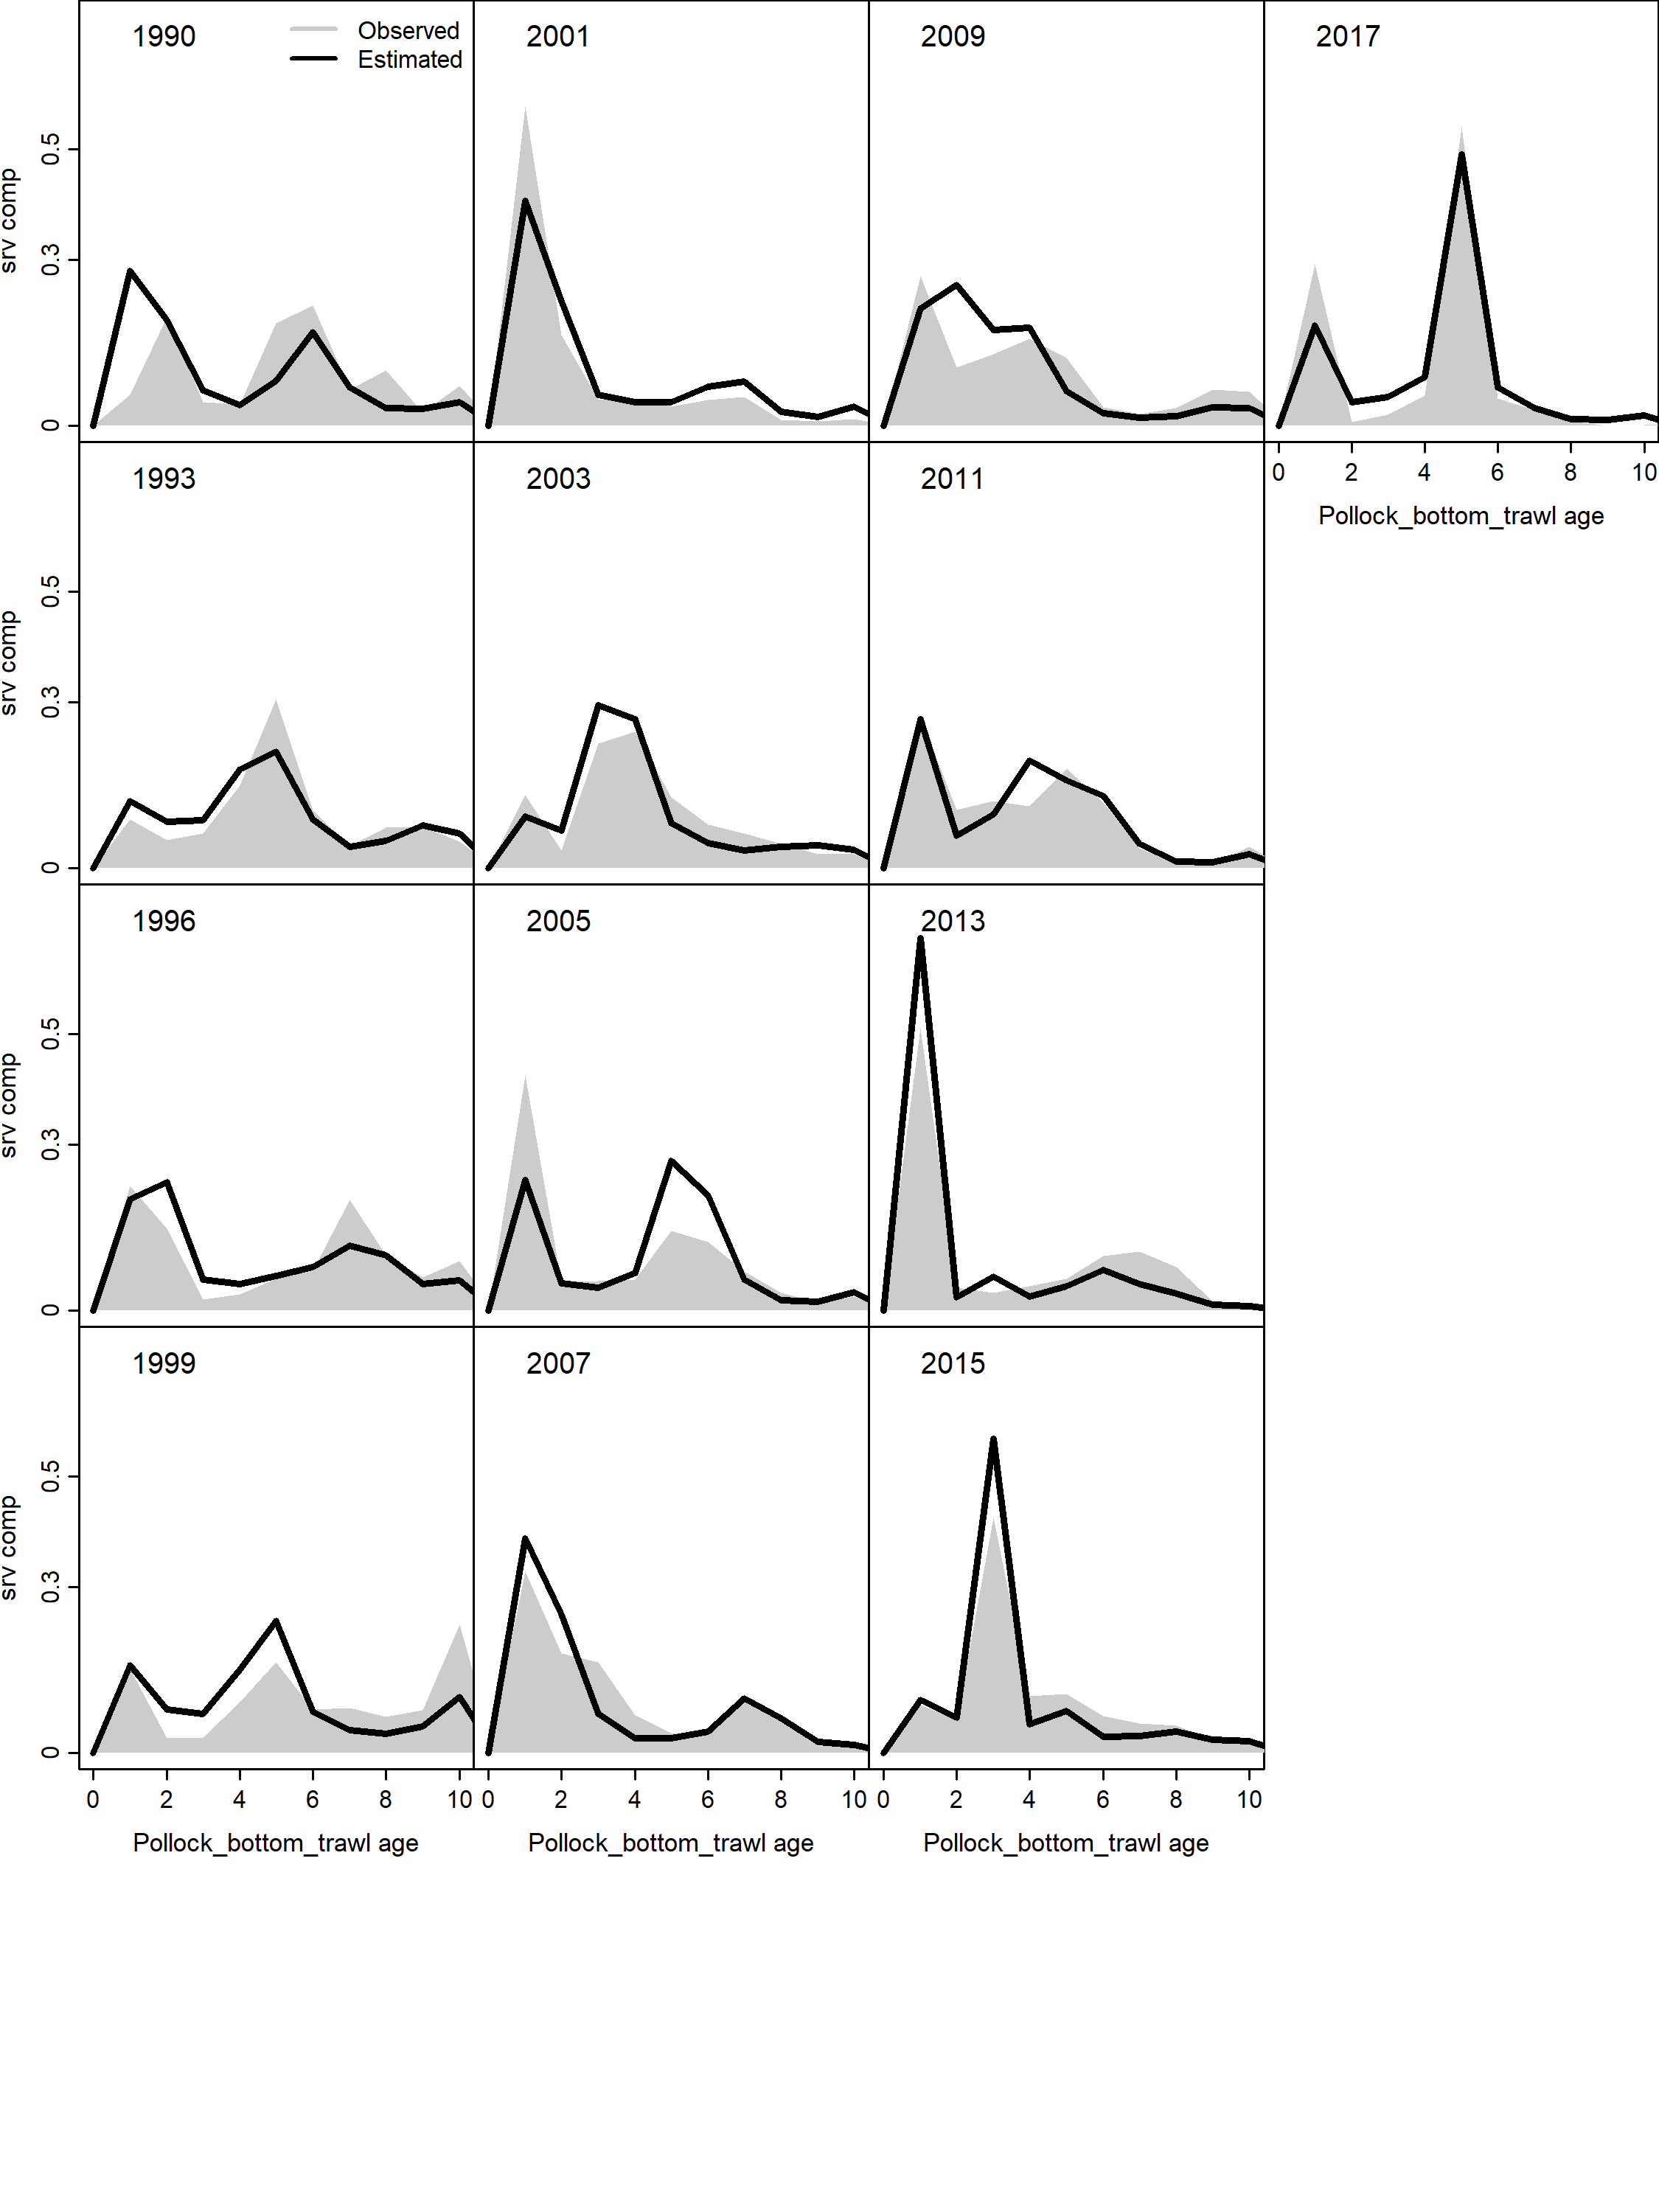 1990
Observed
Estimated
2001
2009
2017
srv comp
0 0.3 0.5
0 2 4 6 8 10
Pollock_bottom_trawl age
1993
2003
2011
srv comp
0 0.3 0.5
1996
2005
2013
srv comp
0 0.3 0.5
1999
2007
2015
srv comp
0 0.3 0.5
0 2 4 6 8 10
0 2 4 6 8 10
0 2 4 6 8 10
Pollock_bottom_trawl age
Pollock_bottom_trawl age
Pollock_bottom_trawl age